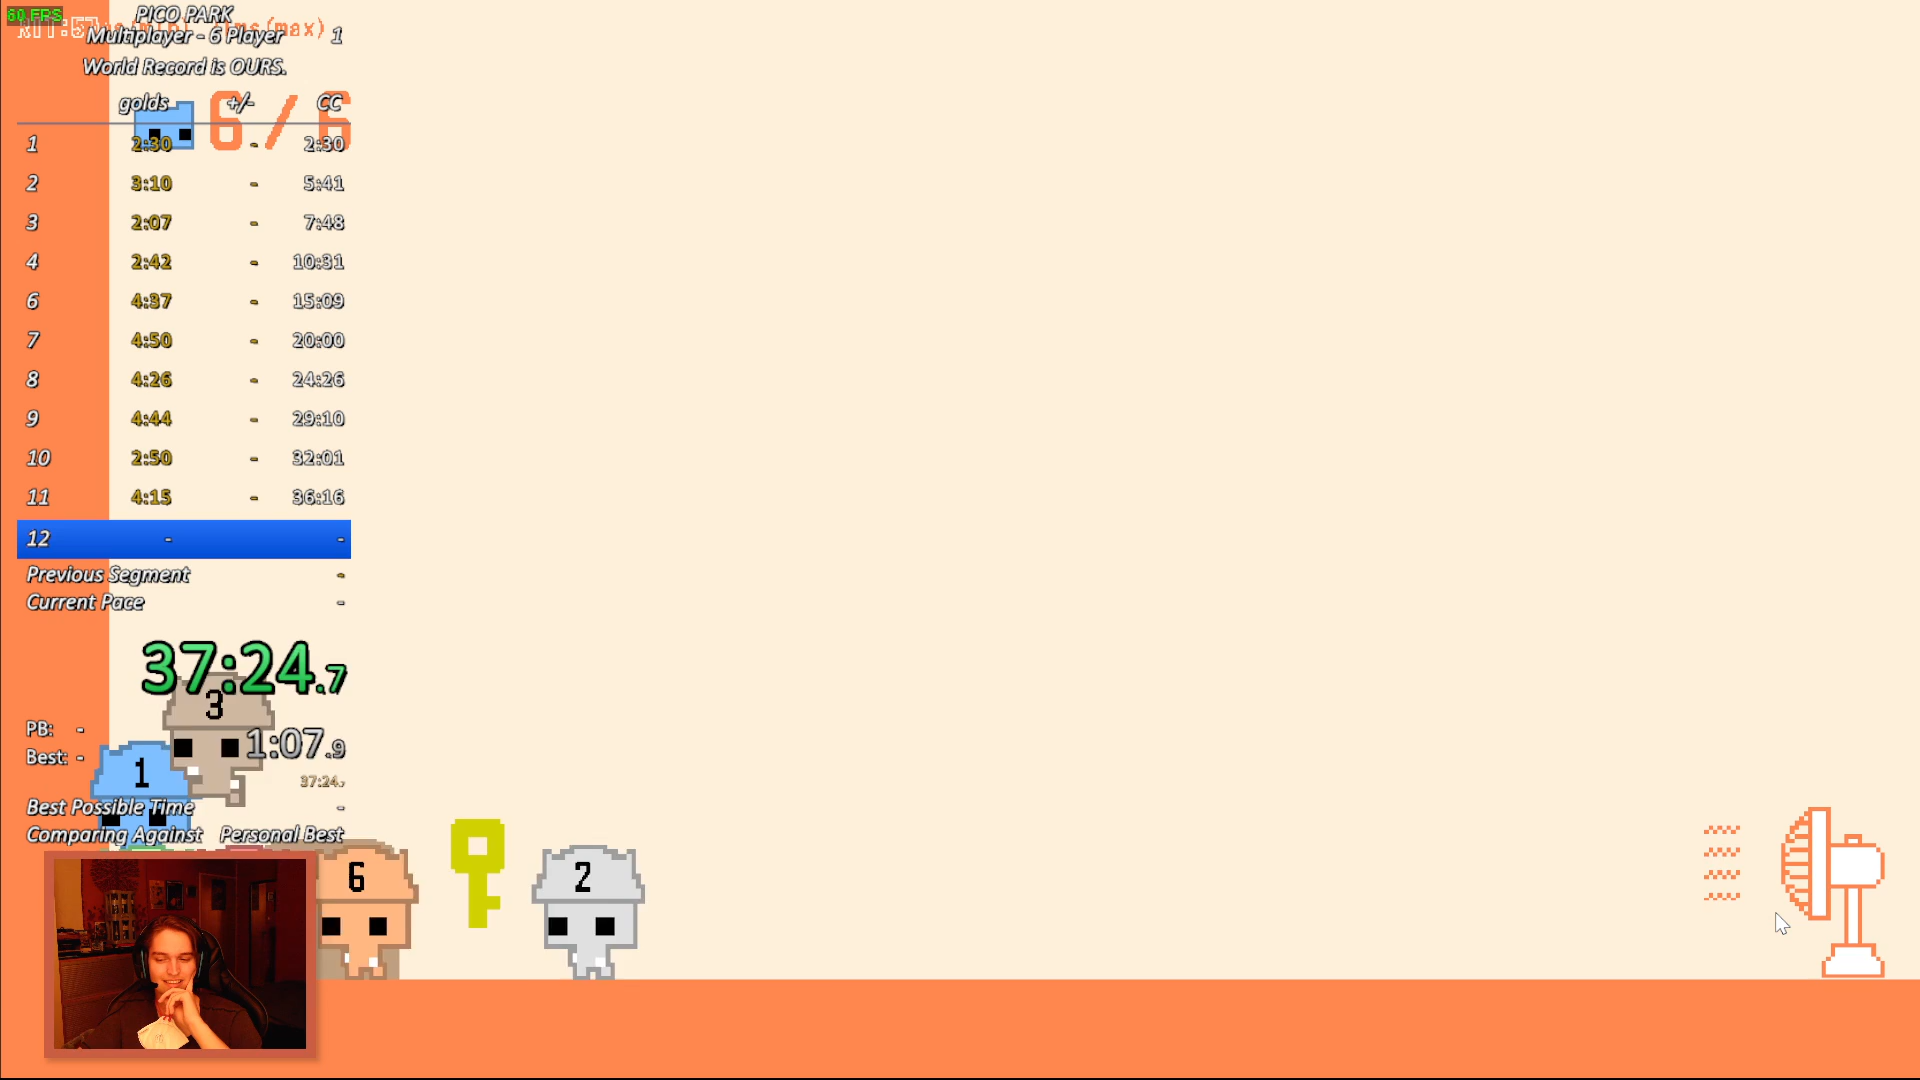 60 FPS
PICO PARK
Multiplayer - 6 Player 1
World Record is OURS.
golds +/- CC
6/6
1 2:30 - 2:30
2 3:10 - 5:41
3 2:07 - 7:48
4 2:42 - 10:31
6 4:37 - 15:09
7 4:50 - 20:00
8 4:26 - 24:26
9 4:44 - 29:10
10 2:50 - 32:01
11 4:15 - 36:16
12 - -
Previous Segment -
Current Pace -
37:24.7
3
PB: -
1:07.9
Best: -
1
37:24.7
Best Possible Time -
Comparing Against Personal Best
6
2